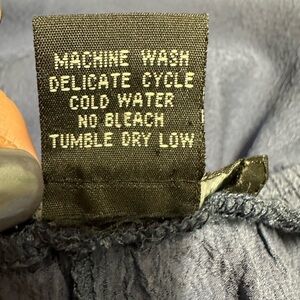 MACHINE WASH
DELICATE CYCLE
COLD WATER
NO BLEACH
TUMBLE DRY LOW